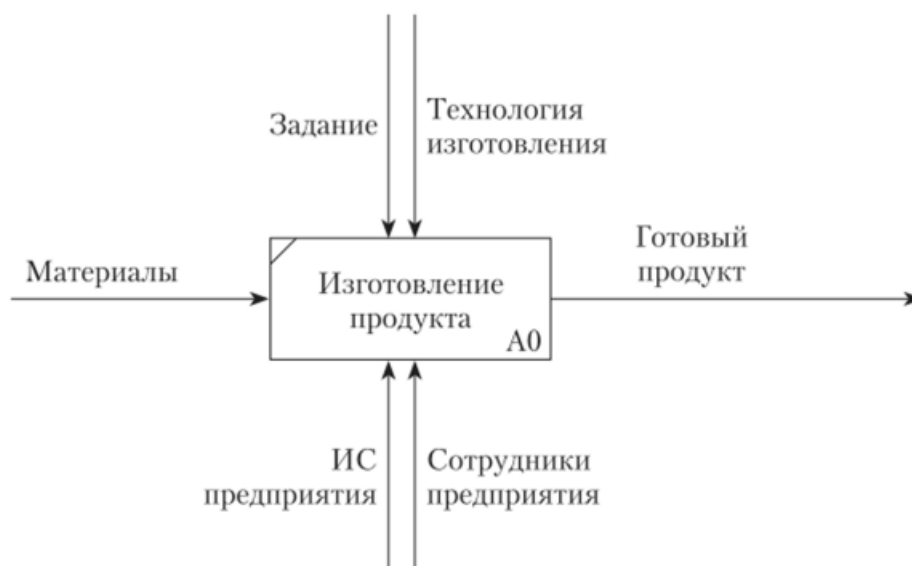 Задание
Технология
изготовления
Материалы
Изготовление
продукта
A0
Готовый
продукт
ИС
предприятия
Сотрудники
предприятия